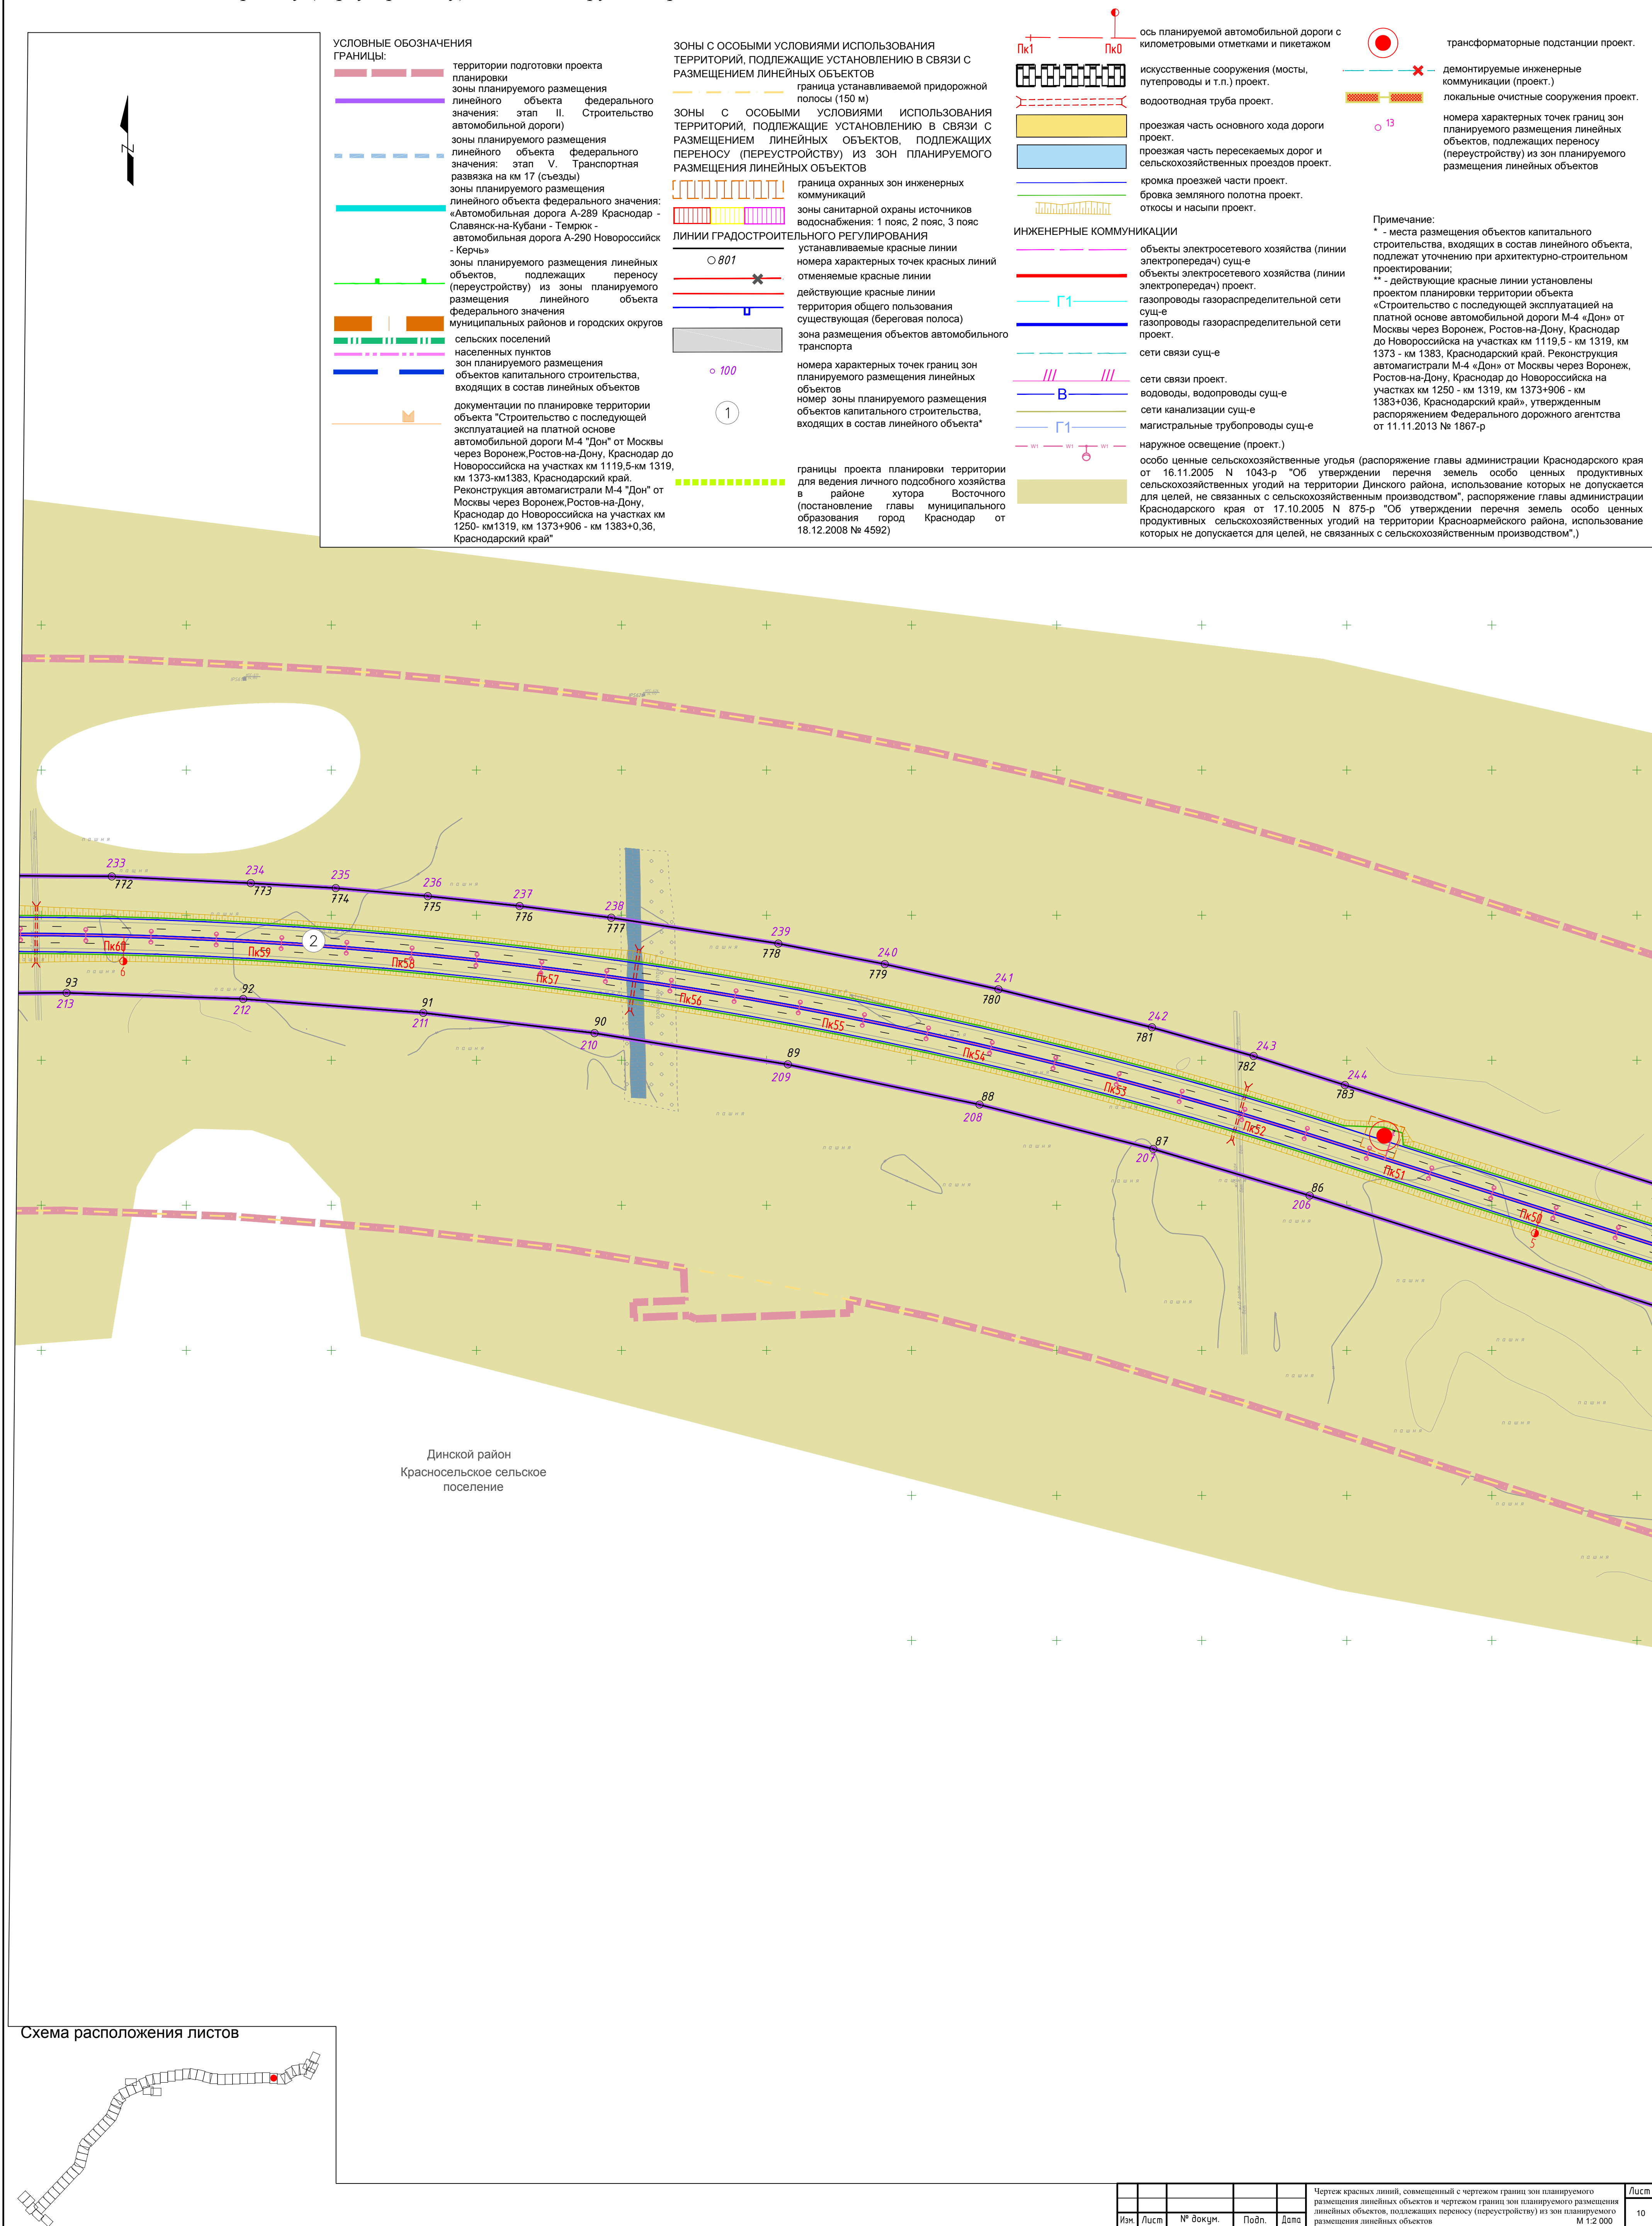 УСЛОВНЫЕ ОБОЗНАЧЕНИЯ
ГРАНИЦЫ:
территории подготовки проекта
планировки
зоны планируемого размещения
линейного объекта федерального
значения: этап II. Строительство
автомобильной дороги)
зоны планируемого размещения
линейного объекта федерального
значения: этап V. Транспортная
развязка на км 17 (съезды)
зоны планируемого размещения
линейного объекта федерального значения:
«Автомобильная дорога А-289 Краснодар -
Славянск-на-Кубани - Темрюк -
автомобильная дорога А-290 Новороссийск
- Керчь»
зоны планируемого размещения линейных
объектов, подлежащих переносу
(переустройству) из зоны планируемого
размещения линейного объекта
федерального значения
муниципальных районов и городских округов
сельских поселений
населенных пунктов
зон планируемого размещения
объектов капитального строительства,
входящих в состав линейных объектов
документации по планировке территории
объекта "Строительство с последующей
эксплуатацией на платной основе
автомобильной дороги М-4 "Дон" от Москвы
через Воронеж,Ростов-на-Дону, Краснодар до
Новороссийска на участках км 1119,5-км 1319,
км 1373-км1383, Краснодарский край.
Реконструкция автомагистрали М-4 "Дон" от
Москвы через Воронеж,Ростов-на-Дону,
Краснодар до Новороссийска на участках км
1250- км1319, км 1373+906 - км 1383+0,36,
Краснодарский край"
ЗОНЫ С ОСОБЫМИ УСЛОВИЯМИ ИСПОЛЬЗОВАНИЯ
ТЕРРИТОРИЙ, ПОДЛЕЖАЩИЕ УСТАНОВЛЕНИЮ В СВЯЗИ С
РАЗМЕЩЕНИЕМ ЛИНЕЙНЫХ ОБЪЕКТОВ
граница устанавливаемой придорожной
полосы (150 м)
ЗОНЫ С ОСОБЫМИ УСЛОВИЯМИ ИСПОЛЬЗОВАНИЯ
ТЕРРИТОРИЙ, ПОДЛЕЖАЩИЕ УСТАНОВЛЕНИЮ В СВЯЗИ С
РАЗМЕЩЕНИЕМ ЛИНЕЙНЫХ ОБЪЕКТОВ, ПОДЛЕЖАЩИХ
ПЕРЕНОСУ (ПЕРЕУСТРОЙСТВУ) ИЗ ЗОН ПЛАНИРУЕМОГО
РАЗМЕЩЕНИЯ ЛИНЕЙНЫХ ОБЪЕКТОВ
граница охранных зон инженерных
коммуникаций
зоны санитарной охраны источников
водоснабжения: 1 пояс, 2 пояс, 3 пояс
ЛИНИИ ГРАДОСТРОИТЕЛЬНОГО РЕГУЛИРОВАНИЯ
устанавливаемые красные линии
801 номера характерных точек красных линий
отменяемые красные линии
действующие красные линии
территория общего пользования
существующая (береговая полоса)
зона размещения объектов автомобильного
транспорта
100 номера характерных точек границ зон
планируемого размещения линейных
объектов
1 номер зоны планируемого размещения
объектов капитального строительства,
входящих в состав линейного объекта*
границы проекта планировки территории
для ведения личного подсобного хозяйства
в районе хутора Восточного
(постановление главы муниципального
образования город Краснодар от
18.12.2008 № 4592)
Пк1 Пк0
ось планируемой автомобильной дороги с
километровыми отметками и пикетажом
искусственные сооружения (мосты,
путепроводы и т.п.) проект.
водоотводная труба проект.
проезжая часть основного хода дороги
проект.
проезжая часть пересекаемых дорог и
сельскохозяйственных проездов проект.
кромка проезжей части проект.
бровка земляного полотна проект.
откосы и насыпи проект.
ИНЖЕНЕРНЫЕ КОММУНИКАЦИИ
объекты электросетевого хозяйства (линии
электропередач) сущ-е
объекты электросетевого хозяйства (линии
электропередач) проект.
Г1 газопроводы газораспределительной сети
сущ-е
газопроводы газораспределительной сети
проект.
сети связи сущ-е
сети связи проект.
В водоводы, водопроводы сущ-е
сети канализации сущ-е
Г1 магистральные трубопроводы сущ-е
W1 W1 W1 наружное освещение (проект.)
особо ценные сельскохозяйственные угодья (распоряжение главы администрации Краснодарского края
от 16.11.2005 N 1043-р "Об утверждении перечня земель особо ценных продуктивных
сельскохозяйственных угодий на территории Динского района, использование которых не допускается
для целей, не связанных с сельскохозяйственным производством", распоряжение главы администрации
Краснодарского края от 17.10.2005 N 875-р "Об утверждении перечня земель особо ценных
продуктивных сельскохозяйственных угодий на территории Красноармейского района, использование
которых не допускается для целей, не связанных с сельскохозяйственным производством",)
трансформаторные подстанции проект.
демонтируемые инженерные
коммуникации (проект.)
локальные очистные сооружения проект.
13 номера характерных точек границ зон
планируемого размещения линейных
объектов, подлежащих переносу
(переустройству) из зон планируемого
размещения линейных объектов
Примечание:
* - места размещения объектов капитального
строительства, входящих в состав линейного объекта,
подлежат уточнению при архитектурно-строительном
проектировании;
** - действующие красные линии установлены
проектом планировки территории объекта
«Строительство с последующей эксплуатацией на
платной основе автомобильной дороги М-4 «Дон» от
Москвы через Воронеж, Ростов-на-Дону, Краснодар
до Новороссийска на участках км 1119,5 - км 1319, км
1373 - км 1383, Краснодарский край. Реконструкция
автомагистрали М-4 «Дон» от Москвы через Воронеж,
Ростов-на-Дону, Краснодар до Новороссийска на
участках км 1250 - км 1319, км 1373+906 - км
1383+036, Краснодарский край», утвержденным
распоряжением Федерального дорожного агентства
от 11.11.2013 № 1867-р
N
233 234 235 236 237 238 239 240 241 242 243 244
772 773 774 775 776 777 778 779 780 781 782 783
2
Пк60 Пк59 Пк58 Пк57 Пк56 Пк55 Пк54 Пк53 Пк52 Пк51 Пк50
6 5
93 92 91 90 89 88 87 86
213 212 211 210 209 208 207 206
пашня
Динской район
Красносельское сельское
поселение
Схема расположения листов
Изм. Лист № докум. Подп. Дата
Чертеж красных линий, совмещенный с чертежом границ зон планируемого
размещения линейных объектов и чертежом границ зон планируемого размещения
линейных объектов, подлежащих переносу (переустройству) из зон планируемого
размещения линейных объектов М 1:2 000
Лист
10